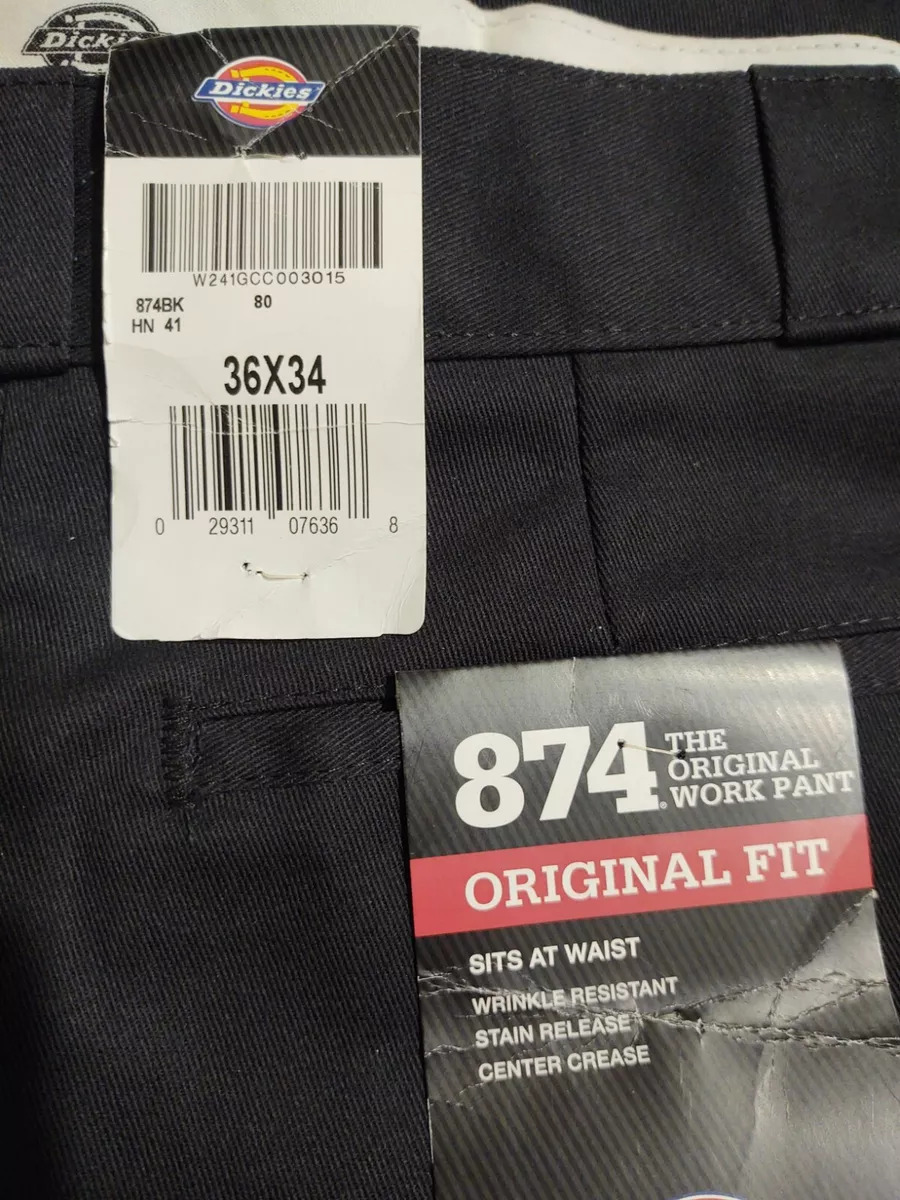 Dickies
Dickies
W241GCC003015
874BK 80
HN 41
36X34
0 29311 07636 8
874® THE
ORIGINAL
WORK PANT
ORIGINAL FIT
SITS AT WAIST
WRINKLE RESISTANT
STAIN RELEASE
CENTER CREASE